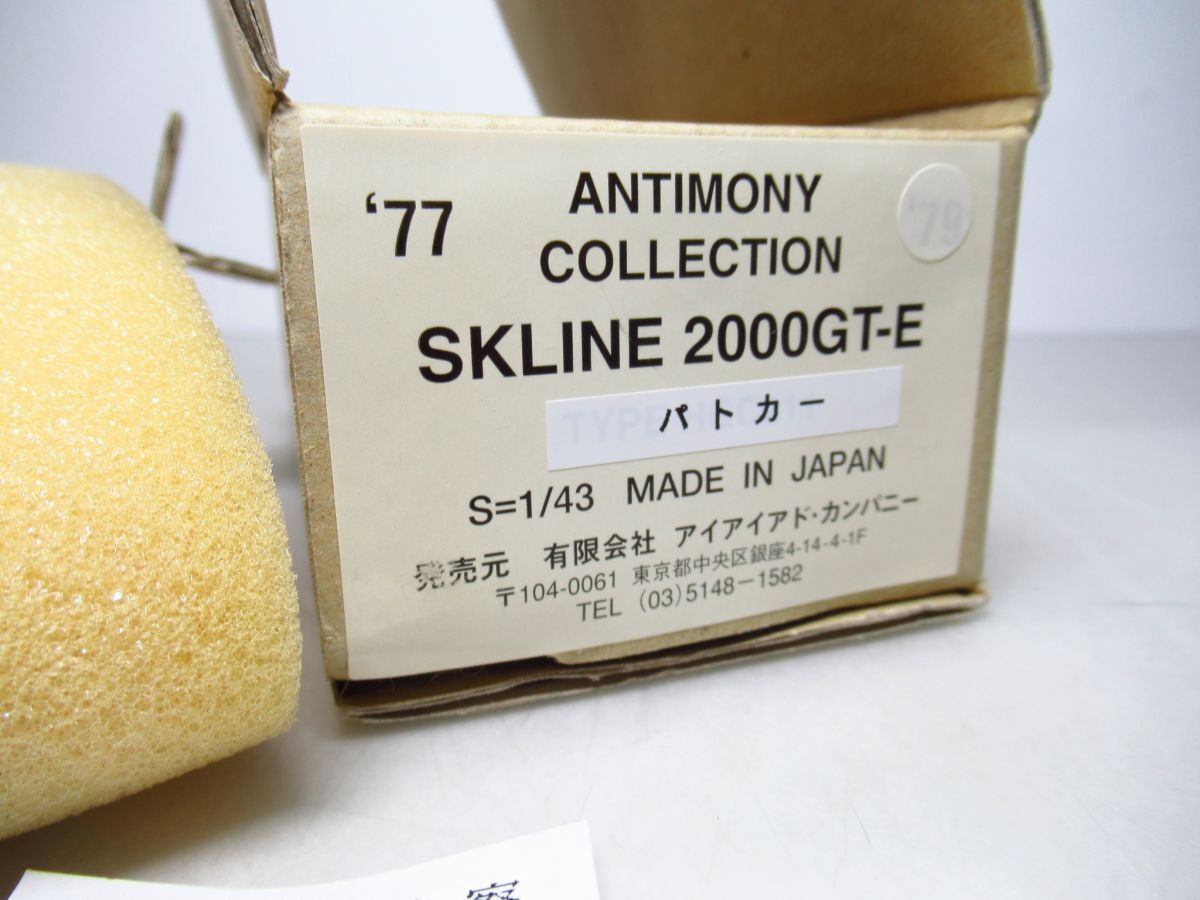 '77
ANTIMONY
COLLECTION
'79
SKLINE 2000GT-E
パトカー
S=1/43 MADE IN JAPAN
発売元 有限会社 アイアイアド・カンパニー
〒104-0061 東京都中央区銀座4-14-4-1F
TEL (03)5148-1582